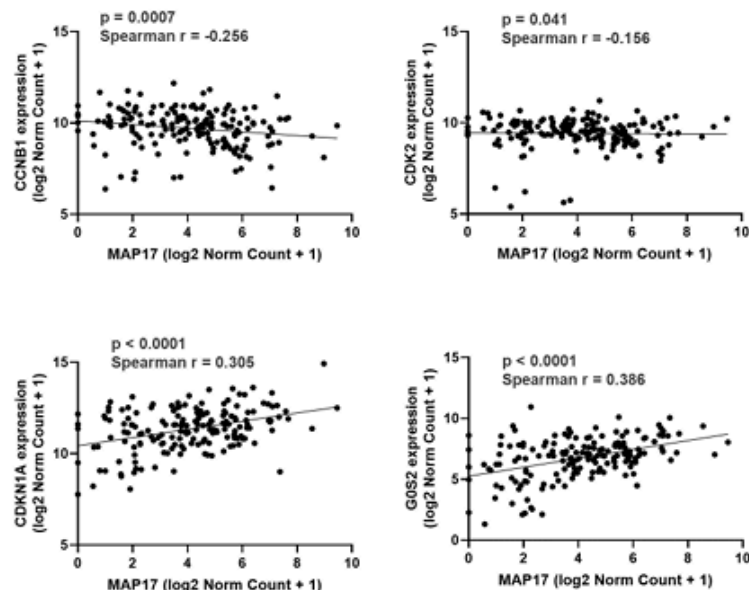 p = 0.0007
Spearman r = -0.256
CCNB1 expression
(log2 Norm Count + 1)
15
10
5
0 2 4 6 8 10
MAP17 (log2 Norm Count + 1)
p = 0.041
Spearman r = -0.156
CDK2 expression
(log2 Norm Count + 1)
15
10
5
0 2 4 6 8 10
MAP17 (log2 Norm Count + 1)
p < 0.0001
Spearman r = 0.305
CDKN1A expression
(log2 Norm Count + 1)
15
10
5
0 2 4 6 8 10
MAP17 (log2 Norm Count + 1)
p < 0.0001
Spearman r = 0.386
G0S2 expression
(log2 Norm Count + 1)
15
10
5
0
0 2 4 6 8 10
MAP17 (log2 Norm Count + 1)